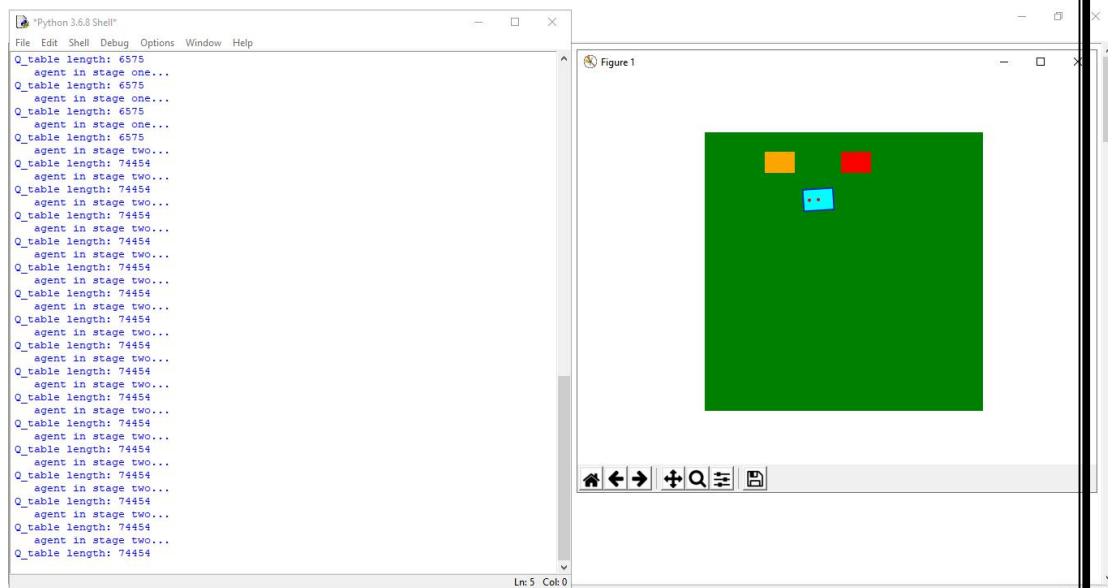 *Python 3.6.8 Shell*
File Edit Shell Debug Options Window Help
Q_table length: 6575
agent in stage one...
Q_table length: 6575
agent in stage one...
Q_table length: 6575
agent in stage one...
Q_table length: 6575
agent in stage two...
Q_table length: 74454
agent in stage two...
Q_table length: 74454
agent in stage two...
Q_table length: 74454
agent in stage two...
Q_table length: 74454
agent in stage two...
Q_table length: 74454
agent in stage two...
Q_table length: 74454
agent in stage two...
Q_table length: 74454
agent in stage two...
Q_table length: 74454
agent in stage two...
Q_table length: 74454
agent in stage two...
Q_table length: 74454
agent in stage two...
Q_table length: 74454
agent in stage two...
Q_table length: 74454
agent in stage two...
Q_table length: 74454
agent in stage two...
Q_table length: 74454
agent in stage two...
Q_table length: 74454
agent in stage two...
Q_table length: 74454
Ln: 5 Col: 0
Figure 1